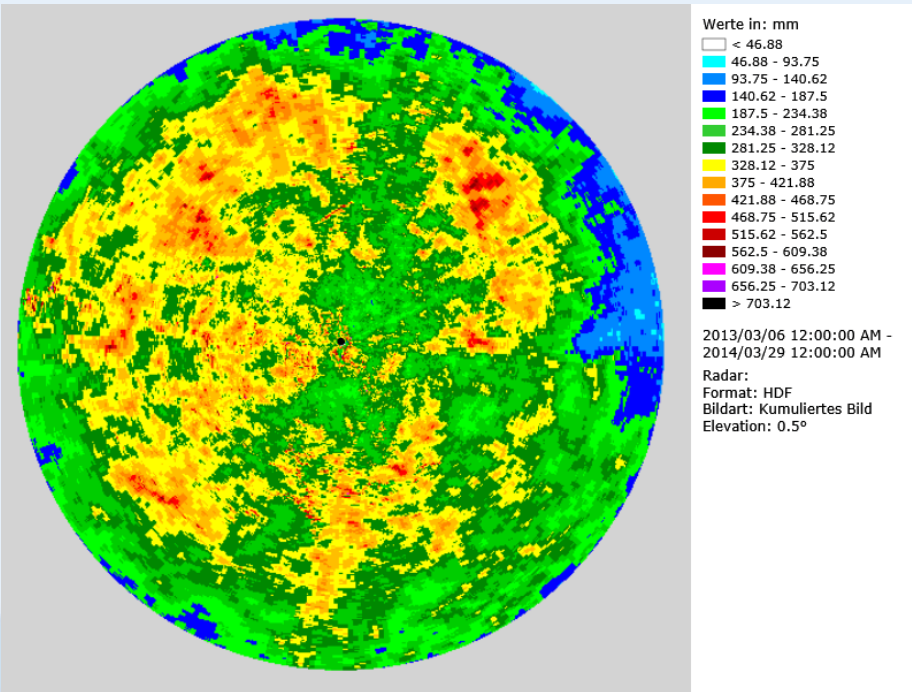 Werte in: mm
< 46.88
46.88 - 93.75
93.75 - 140.62
140.62 - 187.5
187.5 - 234.38
234.38 - 281.25
281.25 - 328.12
328.12 - 375
375 - 421.88
421.88 - 468.75
468.75 - 515.62
515.62 - 562.5
562.5 - 609.38
609.38 - 656.25
656.25 - 703.12
> 703.12
2013/03/06 12:00:00 AM -
2014/03/29 12:00:00 AM
Radar:
Format: HDF
Bildart: Kumuliertes Bild
Elevation: 0.5°